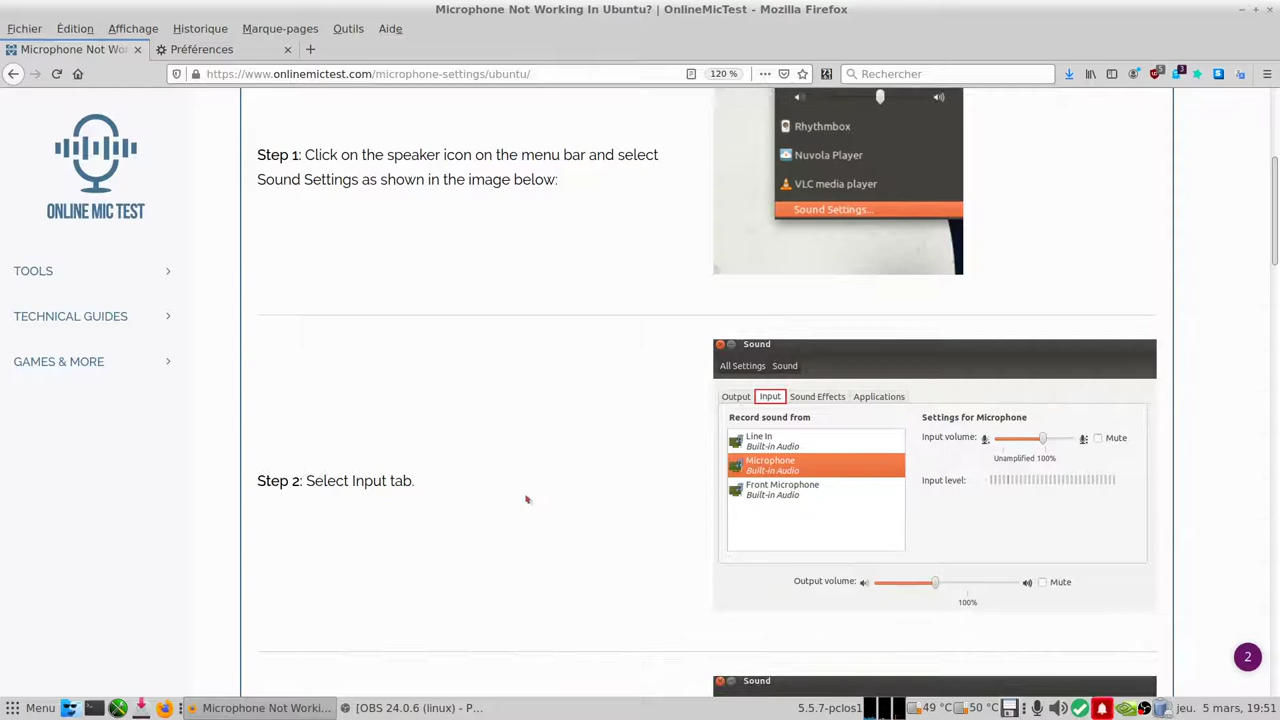 Microphone Not Working In Ubuntu? | OnlineMicTest - Mozilla Firefox
Fichier Édition Affichage Historique Marque-pages Outils Aide
Microphone Not Wo Préférences
https://www.onlinemictest.com/microphone-settings/ubuntu/ 120 % Rechercher
Step 1: Click on the speaker icon on the menu bar and select
Sound Settings as shown in the image below:
Rhythmbox
Nuvola Player
VLC media player
Sound Settings...
ONLINE MIC TEST
TOOLS
TECHNICAL GUIDES
GAMES & MORE
Sound
All Settings Sound
Output Input Sound Effects Applications
Record sound from Settings for Microphone
Line In
Built-in Audio
Microphone
Built-in Audio
Front Microphone
Built-in Audio
Input volume: Mute
Unamplified 100%
Input level:
Step 2: Select Input tab.
Output volume: Mute
100%
2
Sound
Menu Microphone Not Worki... [OBS 24.0.3 (linux) - P... 5.5.7-pclos1 49 °C 50 °C jeu. 5 mars, 19:51